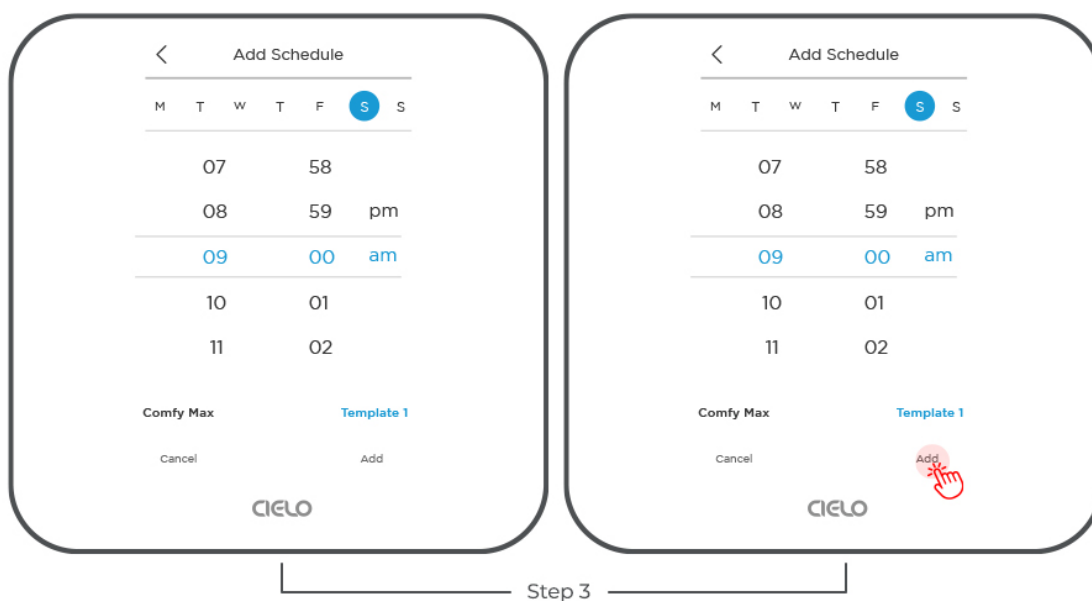 Add Schedule
M T W T F S S
07 58
08 59 pm
09 00 am
10 01
11 02
Comfy Max Template 1
Cancel Add
CIELO
Add Schedule
M T W T F S S
07 58
08 59 pm
09 00 am
10 01
11 02
Comfy Max Template 1
Cancel Add
CIELO
Step 3